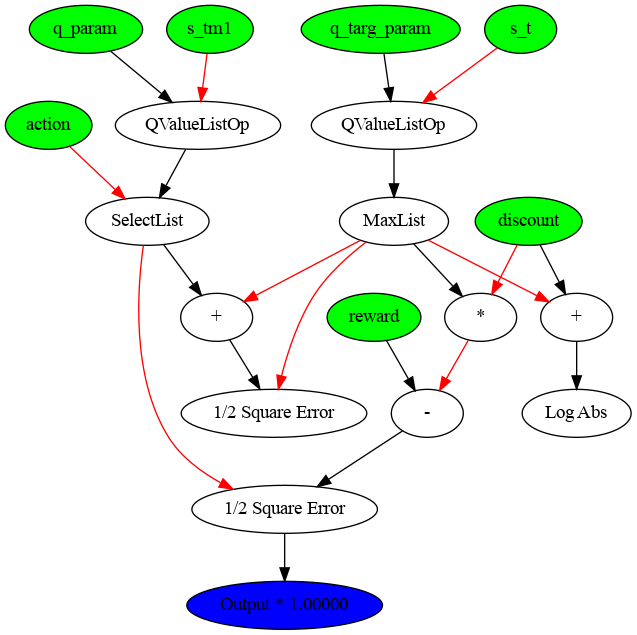 q_param
s_tm1
q_targ_param
s_t
action
QValueListOp
QValueListOp
SelectList
MaxList
discount
+
reward
*
+
1/2 Square Error
-
Log Abs
1/2 Square Error
Output * 1.00000